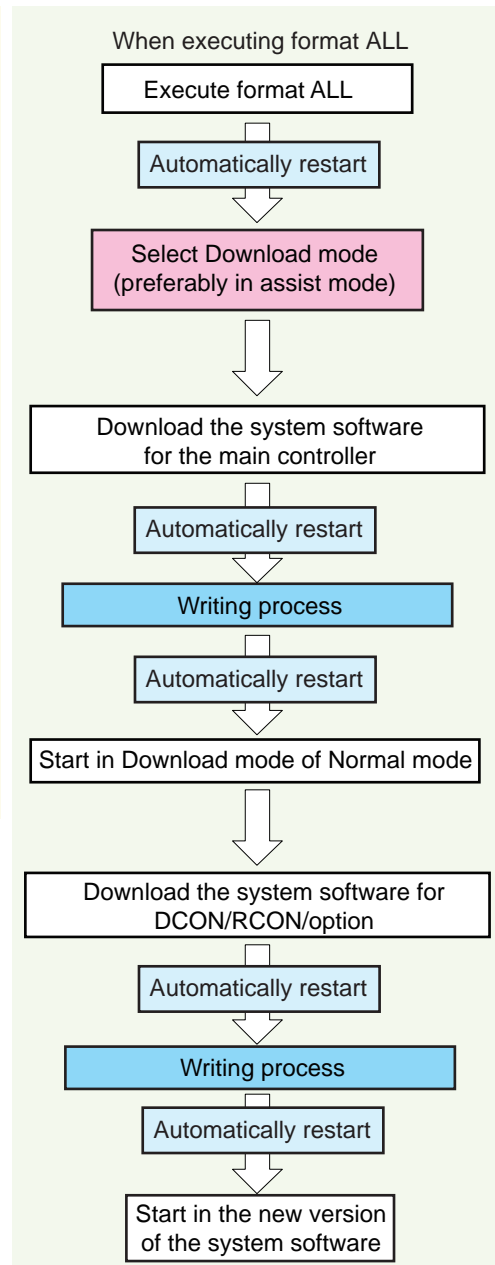 When executing format ALL
Execute format ALL
Automatically restart
Select Download mode
(preferably in assist mode)
Download the system software
for the main controller
Automatically restart
Writing process
Automatically restart
Start in Download mode of Normal mode
Download the system software for
DCON/RCON/option
Automatically restart
Writing process
Automatically restart
Start in the new version
of the system software